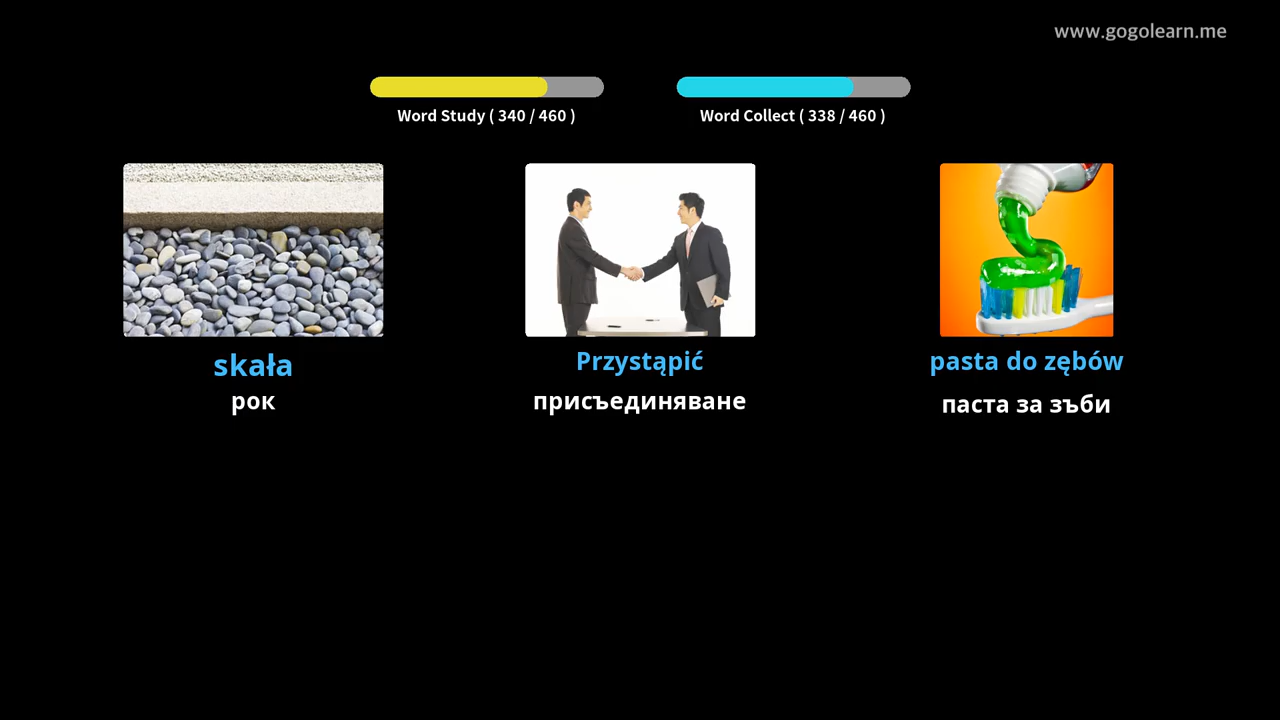 www.gogolearn.me
Word Study ( 340 / 460 )
Word Collect ( 338 / 460 )
skała
рок
Przystąpić
присъединяване
pasta do zębów
паста за зъби